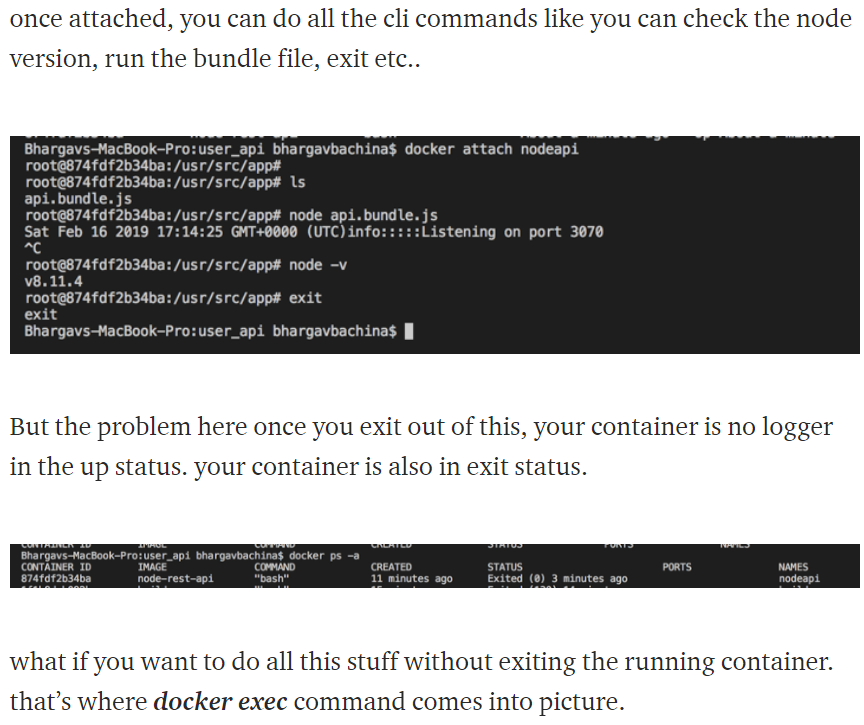 once attached, you can do all the cli commands like you can check the node
version, run the bundle file, exit etc..
Bhargavs-MacBook-Pro:user_api bhargavbachina$ docker attach nodeapi
root@874fdf2b34ba:/usr/src/app#
root@874fdf2b34ba:/usr/src/app# ls
api.bundle.js
root@874fdf2b34ba:/usr/src/app# node api.bundle.js
Sat Feb 16 2019 17:14:25 GMT+0000 (UTC)info:::::Listening on port 3070
^C
root@874fdf2b34ba:/usr/src/app# node -v
v8.11.4
root@874fdf2b34ba:/usr/src/app# exit
exit
Bhargavs-MacBook-Pro:user_api bhargavbachina$
But the problem here once you exit out of this, your container is no logger
in the up status. your container is also in exit status.
CONTAINER ID IMAGE COMMAND CREATED STATUS PORTS NAMES
Bhargavs-MacBook-Pro:user_api bhargavbachina$ docker ps -a
CONTAINER ID IMAGE COMMAND CREATED STATUS PORTS NAMES
874fdf2b34ba node-rest-api "bash" 11 minutes ago Exited (0) 3 minutes ago nodeapi
what if you want to do all this stuff without exiting the running container.
that's where docker exec command comes into picture.